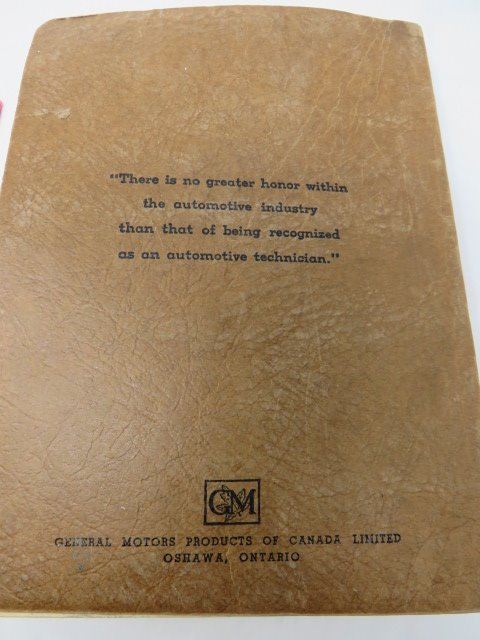 "There is no greater honor within
the automotive industry
than that of being recognized
as an automotive technician."
GM
GENERAL MOTORS PRODUCTS OF CANADA LIMITED
OSHAWA, ONTARIO